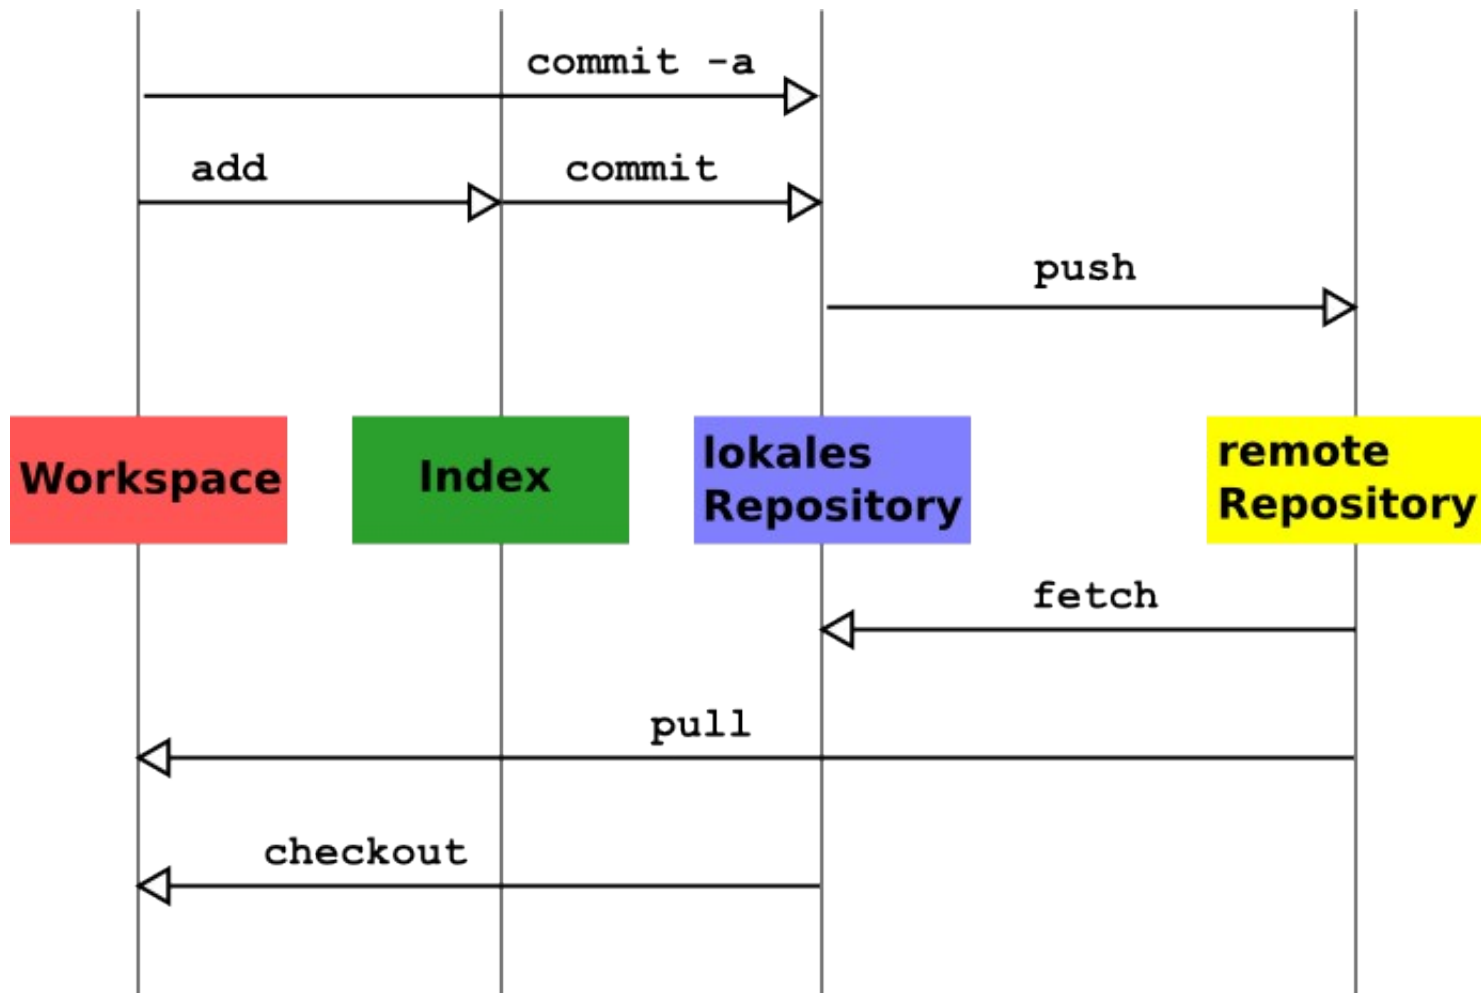 commit -a
add
commit
push
Workspace
Index
lokales
Repository
remote
Repository
fetch
pull
checkout